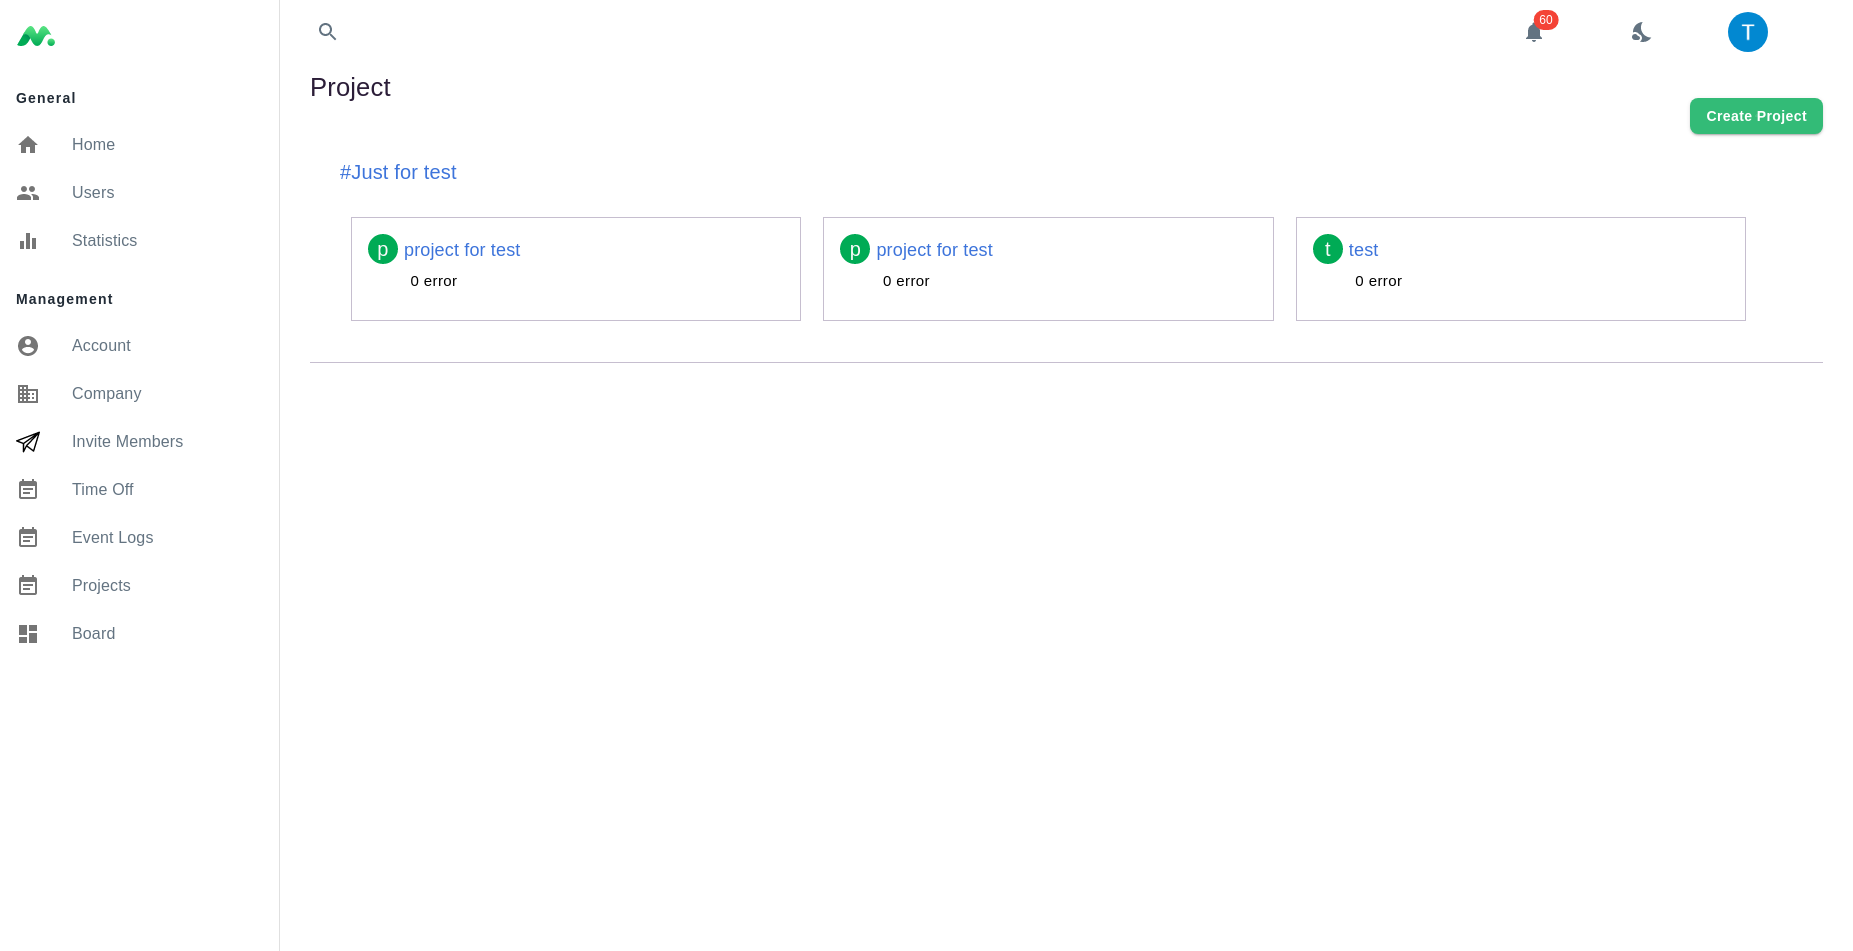 60
T
General
Home
Users
Statistics
Management
Account
Company
Invite Members
Time Off
Event Logs
Projects
Board
Project
Create Project
#Just for test
p project for test
0 error
p project for test
0 error
t test
0 error